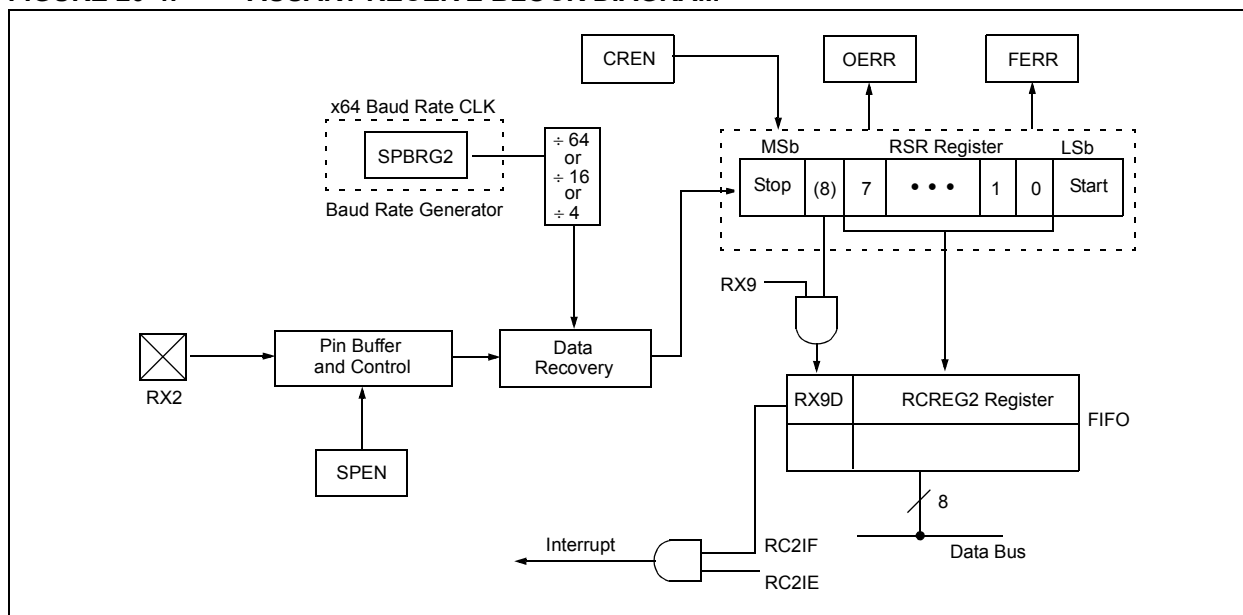 CREN
OERR
FERR
x64 Baud Rate CLK
SPBRG2
Baud Rate Generator
÷ 64
or
÷ 16
or
÷ 4
MSb
RSR Register
LSb
Stop
(8)
7
• • •
1
0
Start
RX9
RX2
Pin Buffer
and Control
Data
Recovery
SPEN
RX9D
RCREG2 Register
FIFO
8
Data Bus
Interrupt
RC2IF
RC2IE